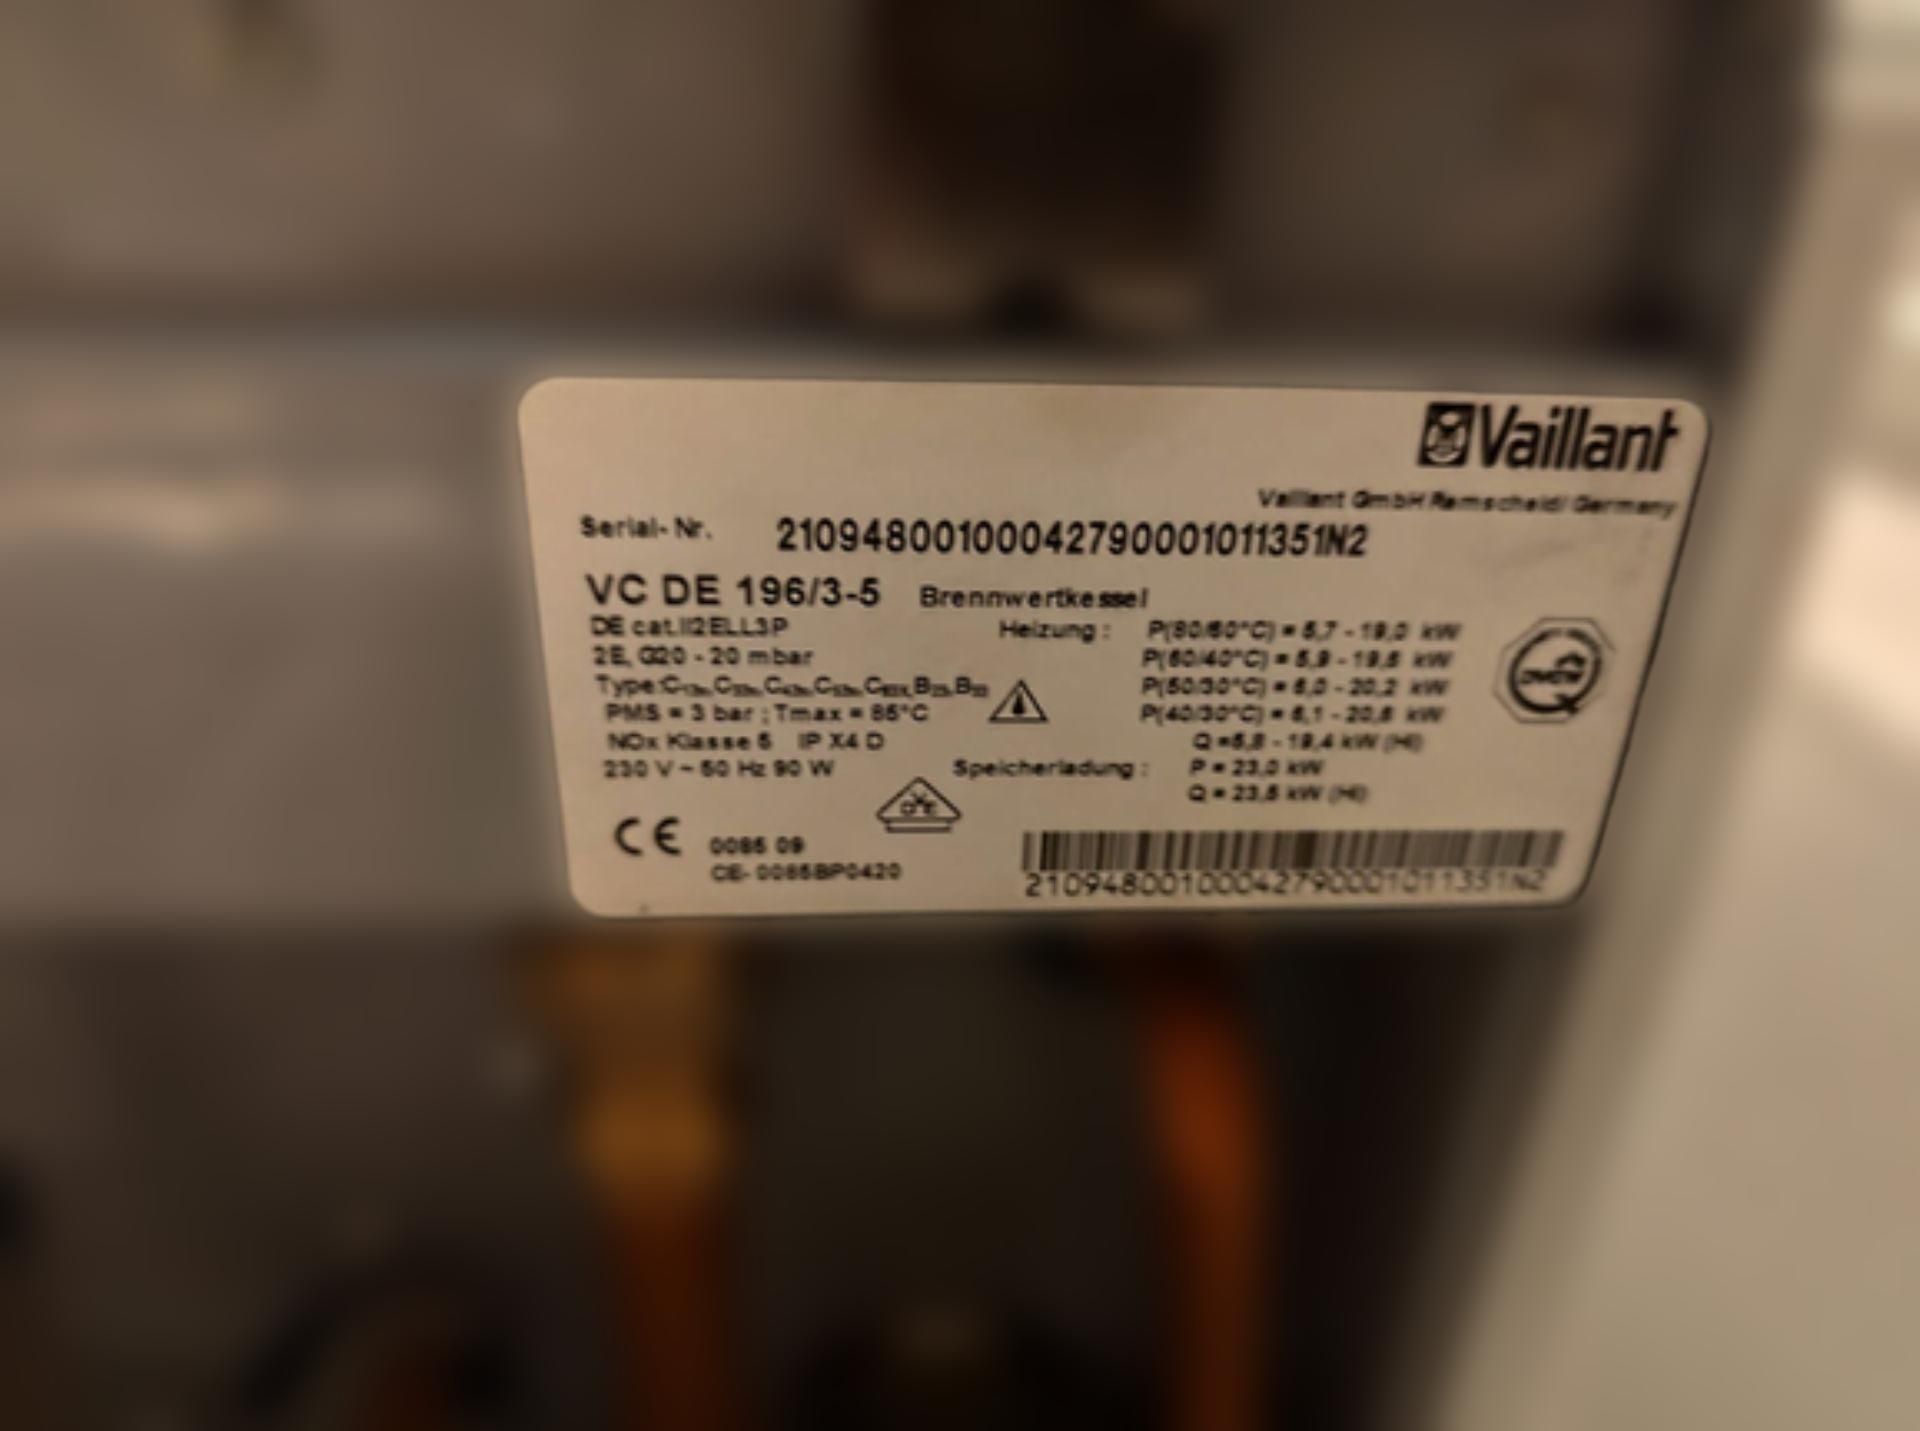 Vaillant
Vaillant GmbH Remscheid/ Germany
Serial-Nr. 21094800100042790001011351N2
VC DE 196/3-5 Brennwertkessel
DE cat.II2ELL3P
2E, G20 - 20 mbar
PMS = 3 bar ; Tmax = 85°C
NOx Klasse 5 IP X4 D
230 V ~ 50 Hz 90 W
Heizung : P(80/60°C) = 5,7 - 19,0 kW
P(60/40°C) = 5,9 - 19,6 kW
P(50/30°C) = 6,0 - 20,2 kW
P(40/30°C) = 6,1 - 20,6 kW
Q =5,8 - 19,4 kW (Hi)
Speicherladung : P = 23,0 kW
Q = 23,5 kW (Hi)
CE 0085 09
CE- 0085BP0420
21094800100042790001011351N2